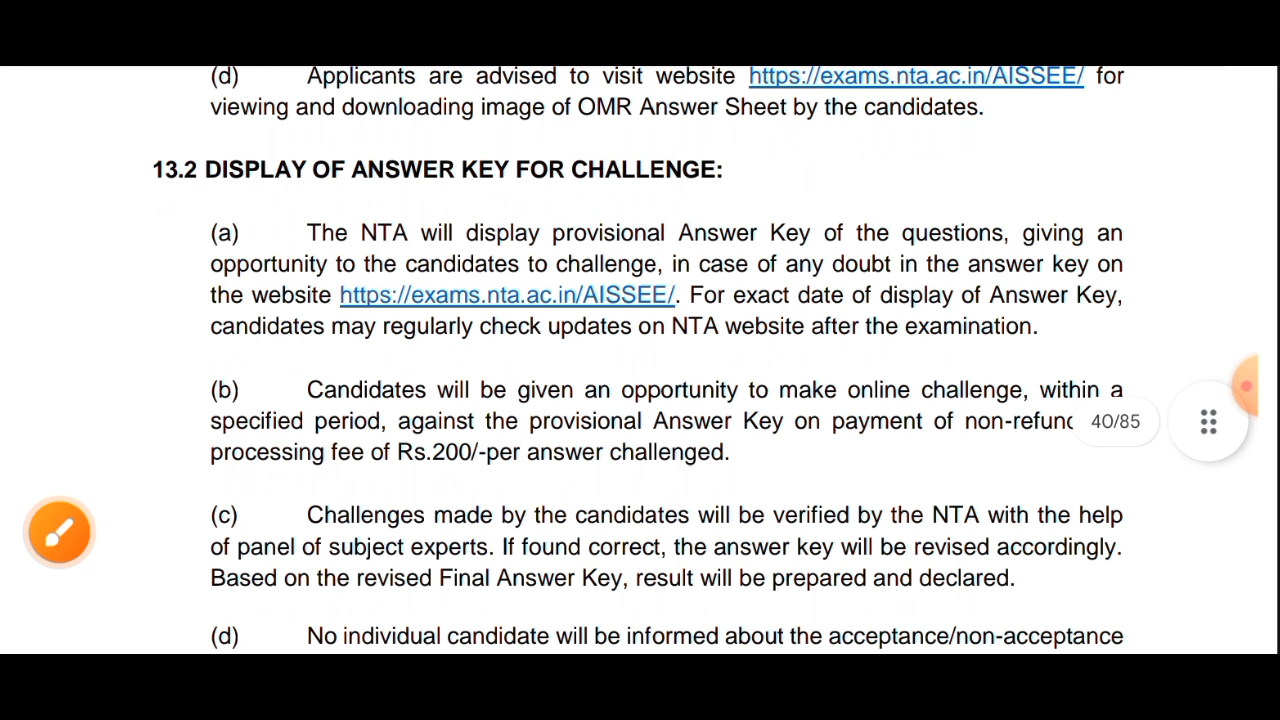 (d) Applicants are advised to visit website https://exams.nta.ac.in/AISSEE/ for
viewing and downloading image of OMR Answer Sheet by the candidates.
13.2 DISPLAY OF ANSWER KEY FOR CHALLENGE:
(a) The NTA will display provisional Answer Key of the questions, giving an
opportunity to the candidates to challenge, in case of any doubt in the answer key on
the website https://exams.nta.ac.in/AISSEE/. For exact date of display of Answer Key,
candidates may regularly check updates on NTA website after the examination.
(b) Candidates will be given an opportunity to make online challenge, within a
specified period, against the provisional Answer Key on payment of non-refund
40/85
processing fee of Rs.200/-per answer challenged.
(c) Challenges made by the candidates will be verified by the NTA with the help
of panel of subject experts. If found correct, the answer key will be revised accordingly.
Based on the revised Final Answer Key, result will be prepared and declared.
(d) No individual candidate will be informed about the acceptance/non-acceptance